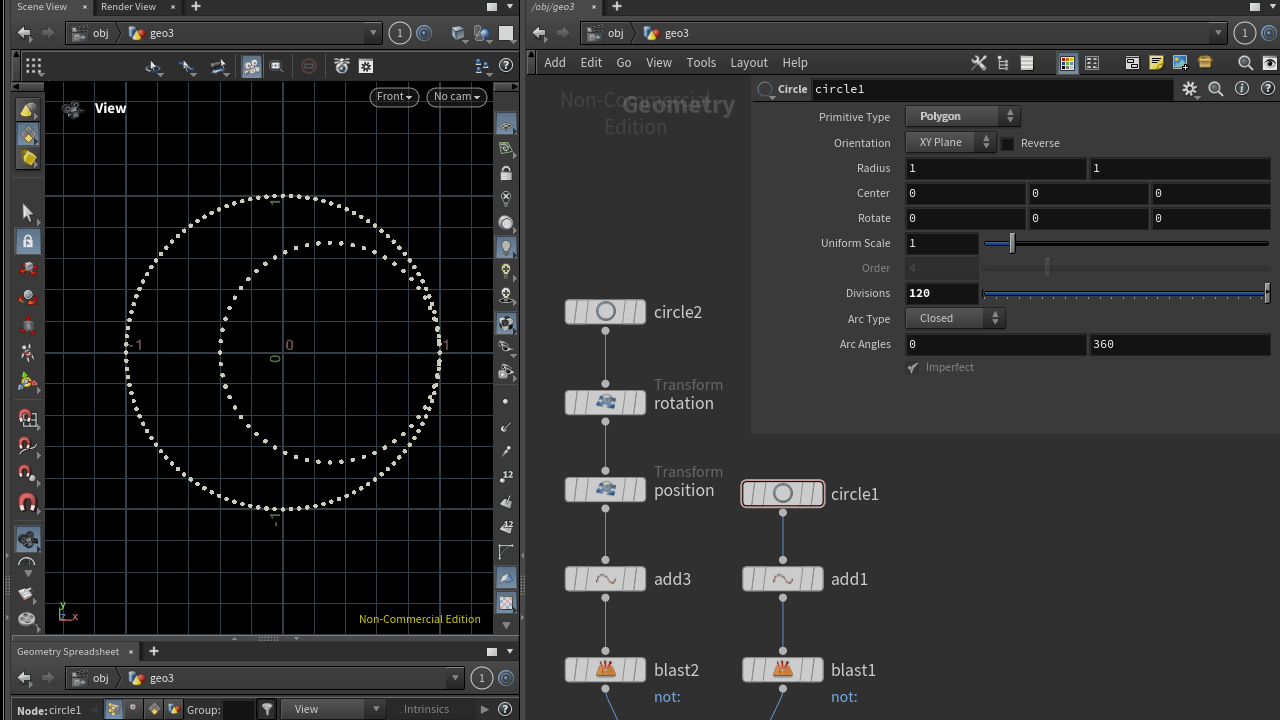 Scene View × Render View × +
/obj/geo3 × +
obj geo3 1
obj geo3 1
Add Edit Go View Tools Layout Help
View
Front No cam
Non-Commercial
Edition
Geometry
Circle circle1
Primitive Type Polygon
Orientation XY Plane Reverse
Radius 1 1
Center 0 0 0
Rotate 0 0 0
Uniform Scale 1
Order 4
Divisions 120
Arc Type Closed
Arc Angles 0 360
Imperfect
1
-1 0 1
0
-1
12
12
y
z x
Non-Commercial Edition
circle2
Transform
rotation
Transform
position
circle1
add3
add1
blast2
not:
blast1
not:
Geometry Spreadsheet × +
obj geo3 1
Node: circle1 Group: View Intrinsics